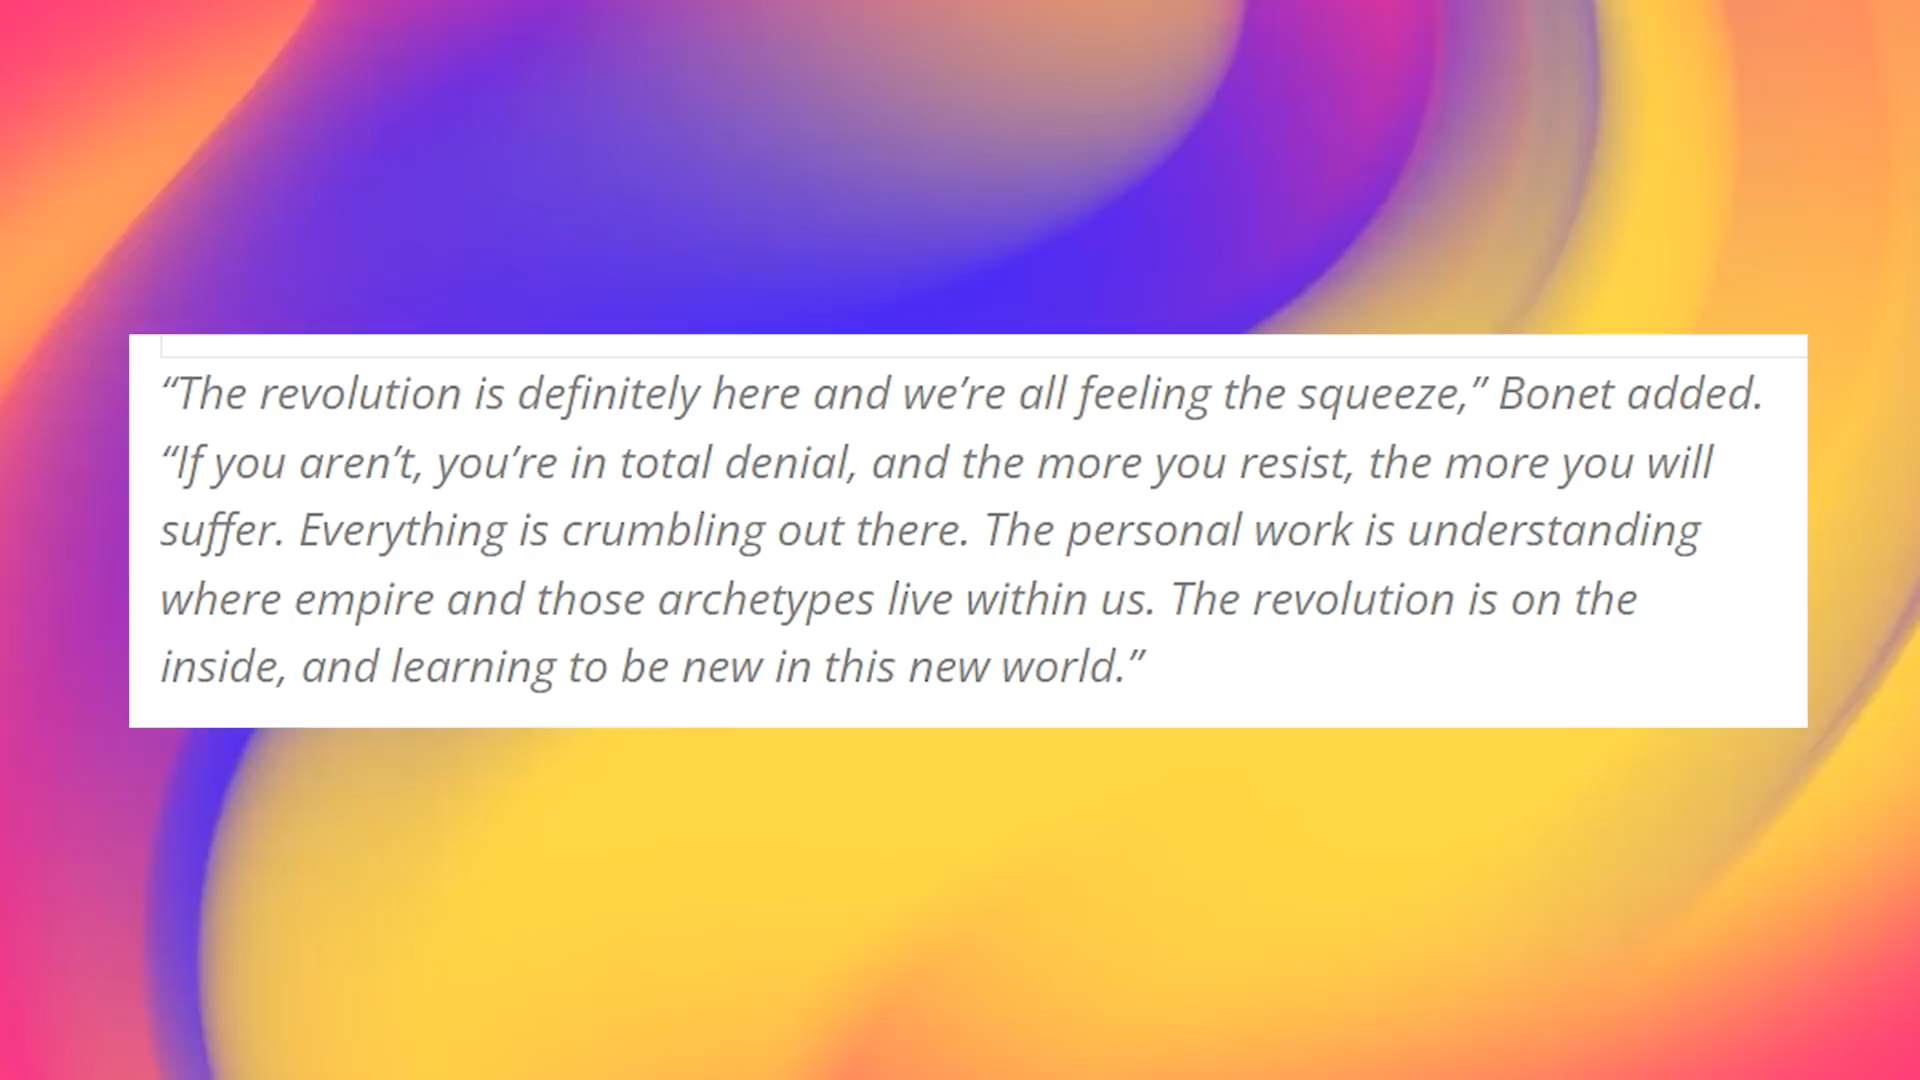 “The revolution is definitely here and we’re all feeling the squeeze,” Bonet added.
“If you aren’t, you’re in total denial, and the more you resist, the more you will
suffer. Everything is crumbling out there. The personal work is understanding
where empire and those archetypes live within us. The revolution is on the
inside, and learning to be new in this new world.”